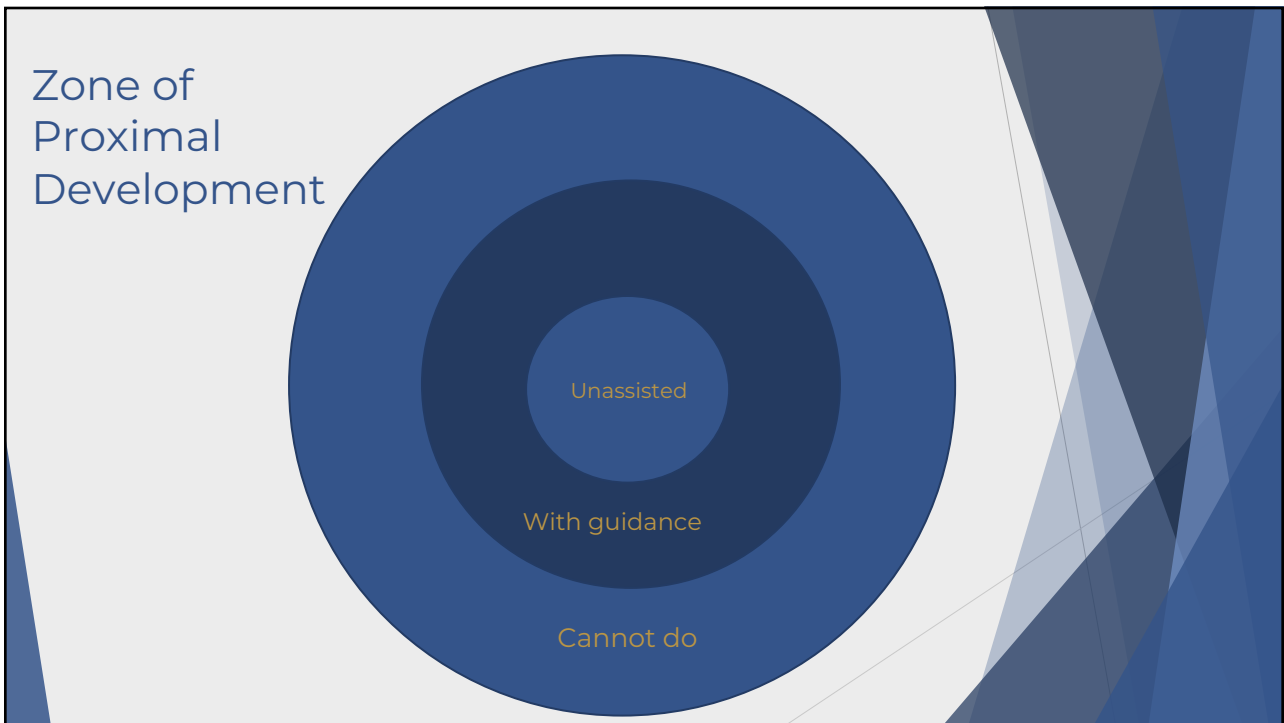 Zone of
Proximal
Development
Unassisted
With guidance
Cannot do